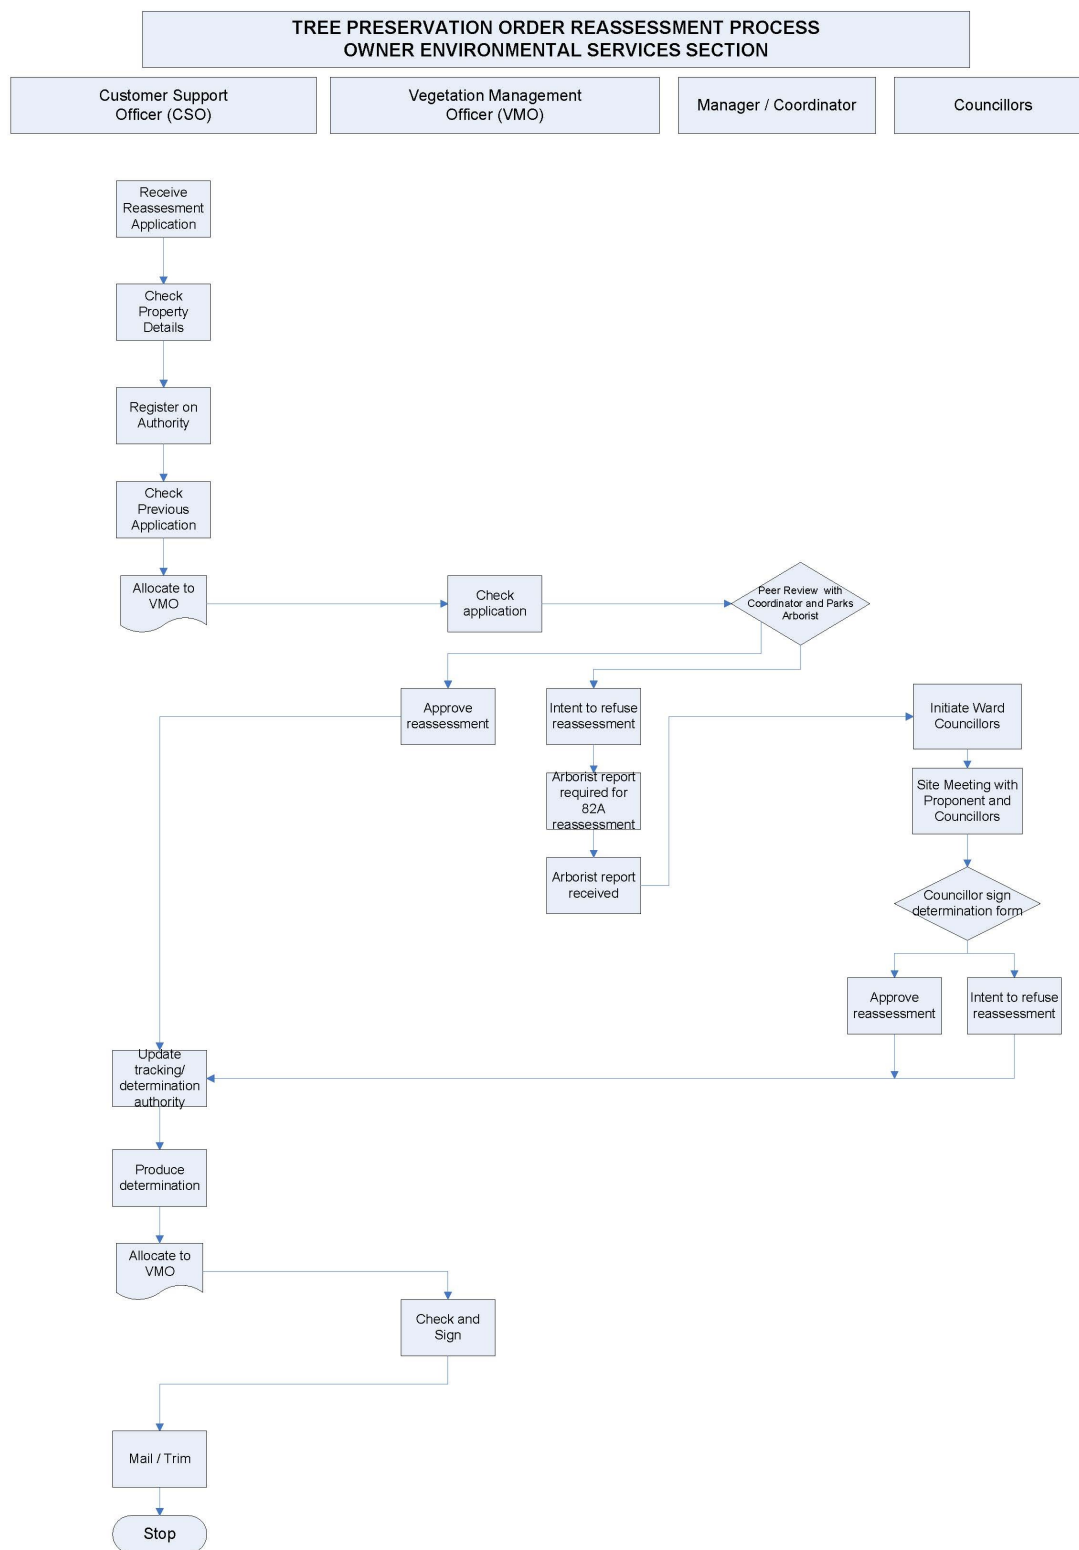 TREE PRESERVATION ORDER REASSESSMENT PROCESS
OWNER ENVIRONMENTAL SERVICES SECTION
Customer Support
Officer (CSO)
Vegetation Management
Officer (VMO)
Manager / Coordinator
Councillors
Receive
Reassesment
Application
Check
Property
Details
Register on
Authority
Check
Previous
Application
Allocate to
VMO
Check
application
Peer Review with
Coordinator and Parks
Arborist
Approve
reassessment
Intent to refuse
reassessment
Initiate Ward
Councillors
Arborist report
required for
82A
reassessment
Site Meeting with
Proponent and
Councillors
Arborist report
received
Councillor sign
determination form
Approve
reassessment
Intent to refuse
reassessment
Update
tracking/
determination
authority
Produce
determination
Allocate to
VMO
Check and
Sign
Mail / Trim
Stop